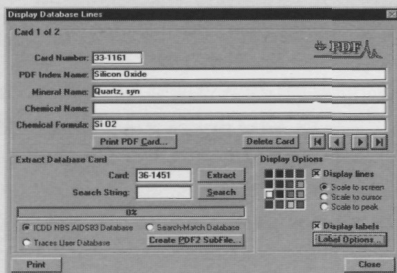 Display Database Lines
Card 1 of 2
PDF
Card Number: 33-1161
PDF Index Name: Silicon Oxide
Mineral Name: Quartz, syn
Chemical Name:
Chemical Formula: Si O2
Print PDF Card... Delete Card
Extract Database Card
Card: 36-1451 Extract
Search String: Search
0%
ICDD NBS AIDS83 Database
Search/Match Database
Traces User Database
Create PDF2 SubFile...
Display Options
Display lines
Scale to screen
Scale to cursor
Scale to peak
Display labels
Label Options...
Print Close